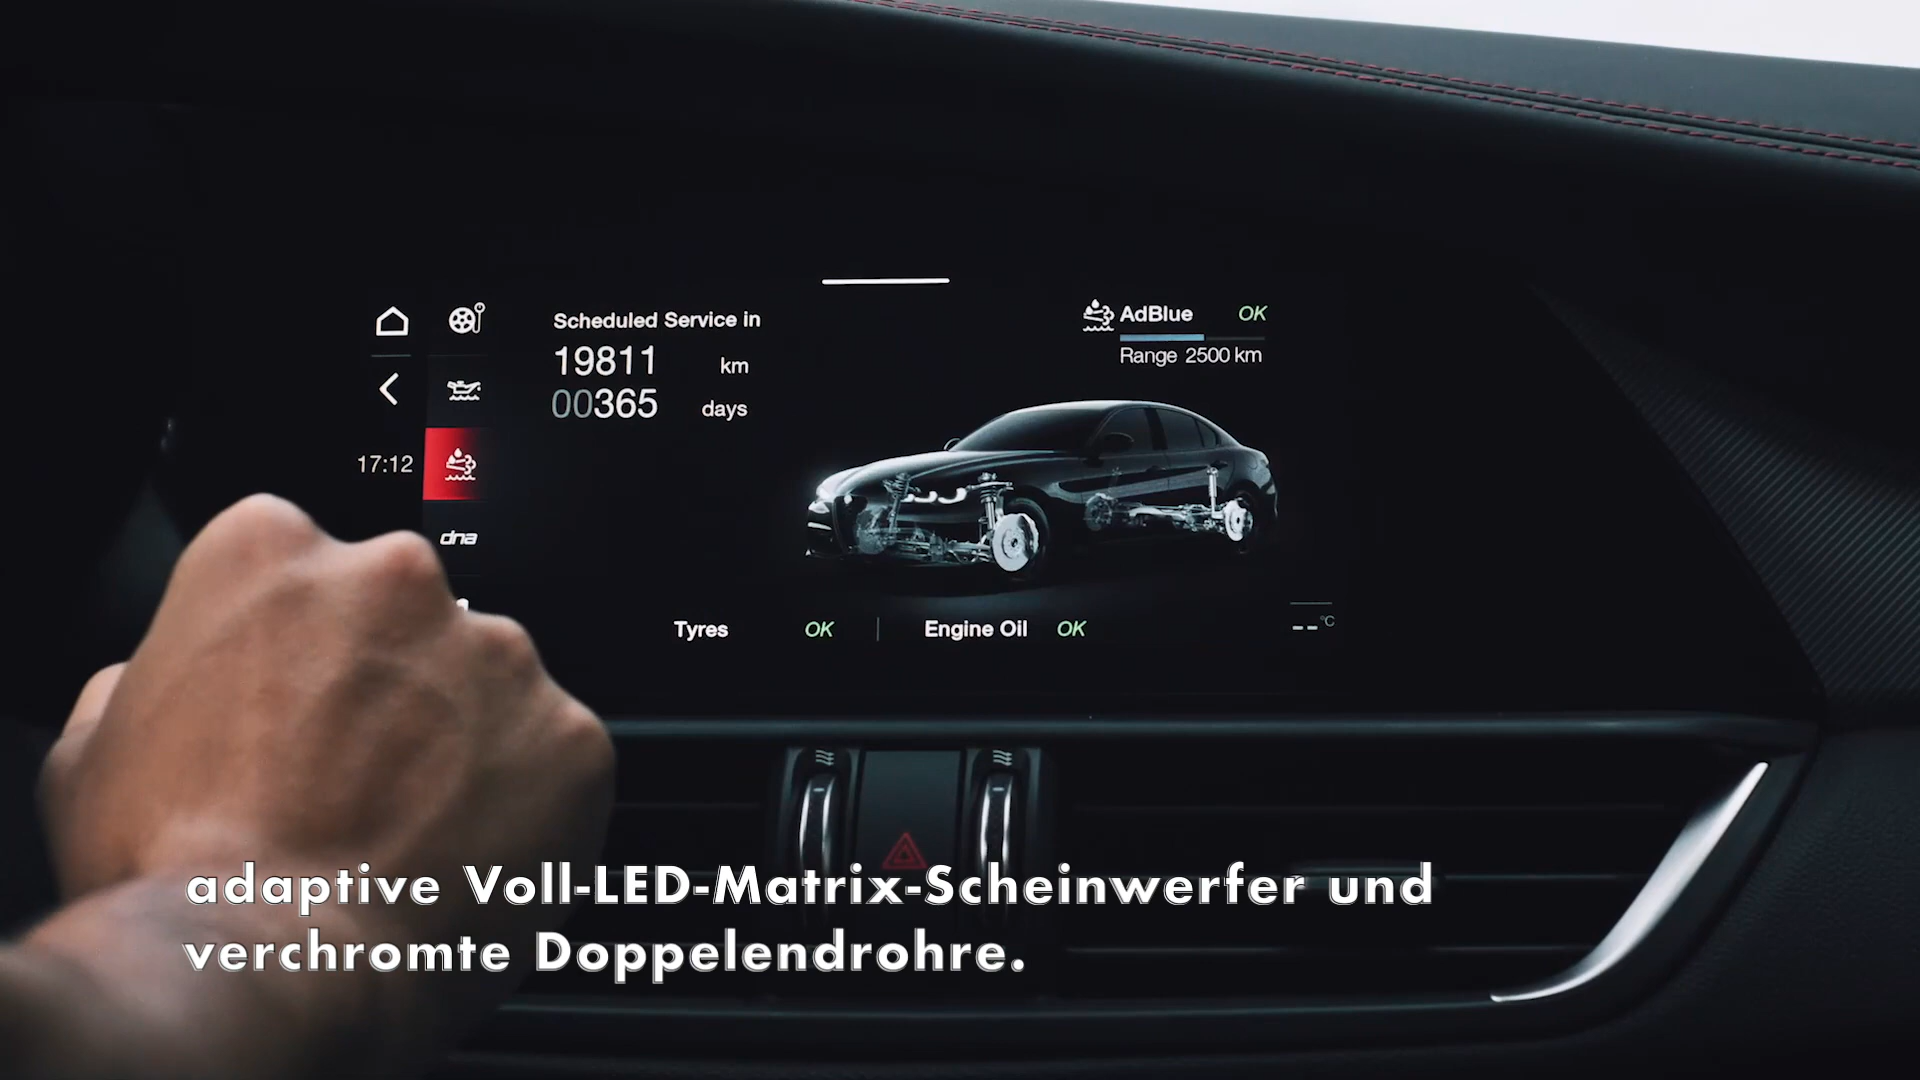 Scheduled Service in
19811 km
00365 days
AdBlue OK
Range 2500 km
17:12
dna
Tyres OK
Engine Oil OK
--°C
adaptive Voll-LED-Matrix-Scheinwerfer und
verchromte Doppelendrohre.